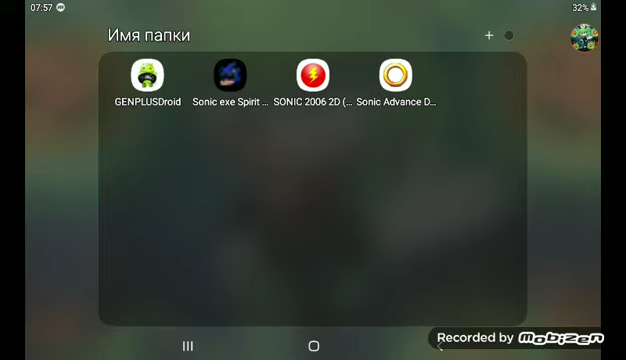 07:57
32%
Имя папки
GENPLUSDroid
Sonic exe Spirit ...
SONIC 2006 2D (...
Sonic Advance D...
Recorded by Mobizen